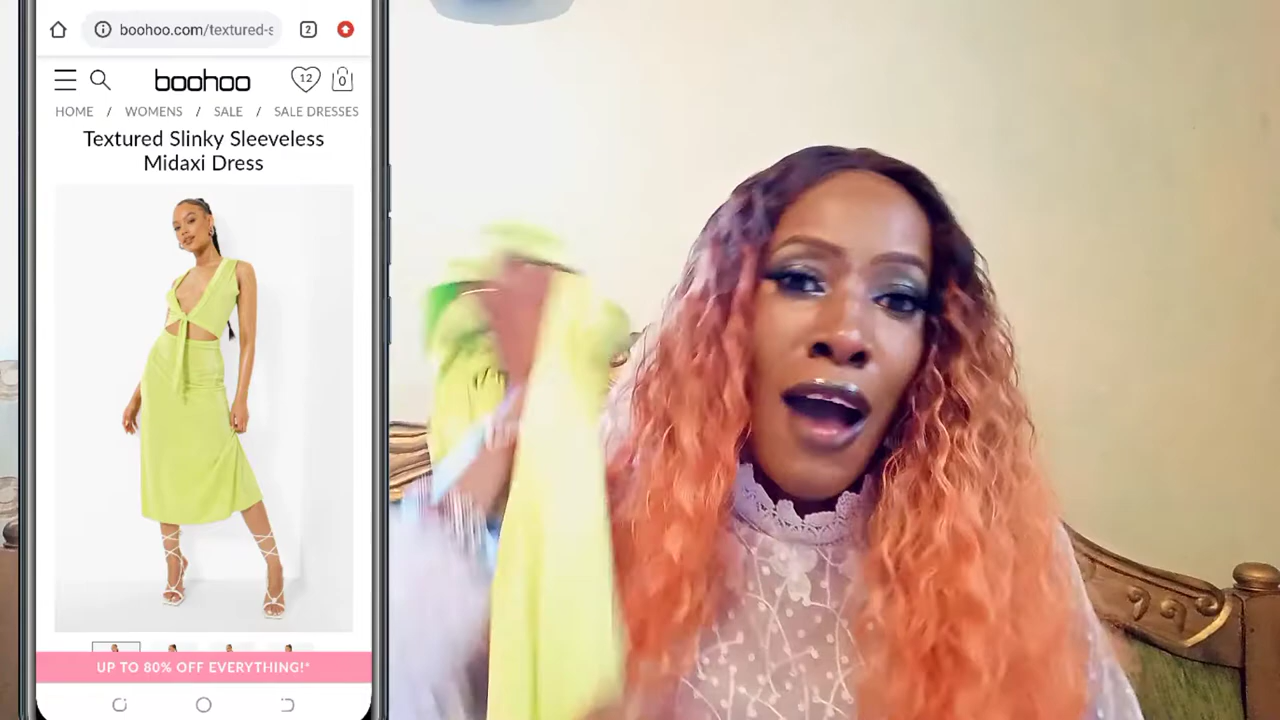 boohoo.com/textured-s
2
boohoo
12
0
HOME / WOMENS / SALE / SALE DRESSES
Textured Slinky Sleeveless
Midaxi Dress
UP TO 80% OFF EVERYTHING!*